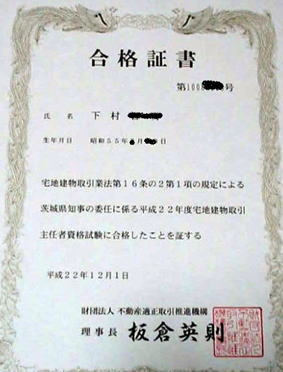 合格証書
第100号
氏名 下村
生年月日 昭和55年 月 日
宅地建物取引業法第16条の2第1項の規定による
茨城県知事の委任に係る平成22年度宅地建物取引
主任者資格試験に合格したことを証する
平成22年12月1日
財団法人 不動産適正取引推進機構
理事長 板倉英則